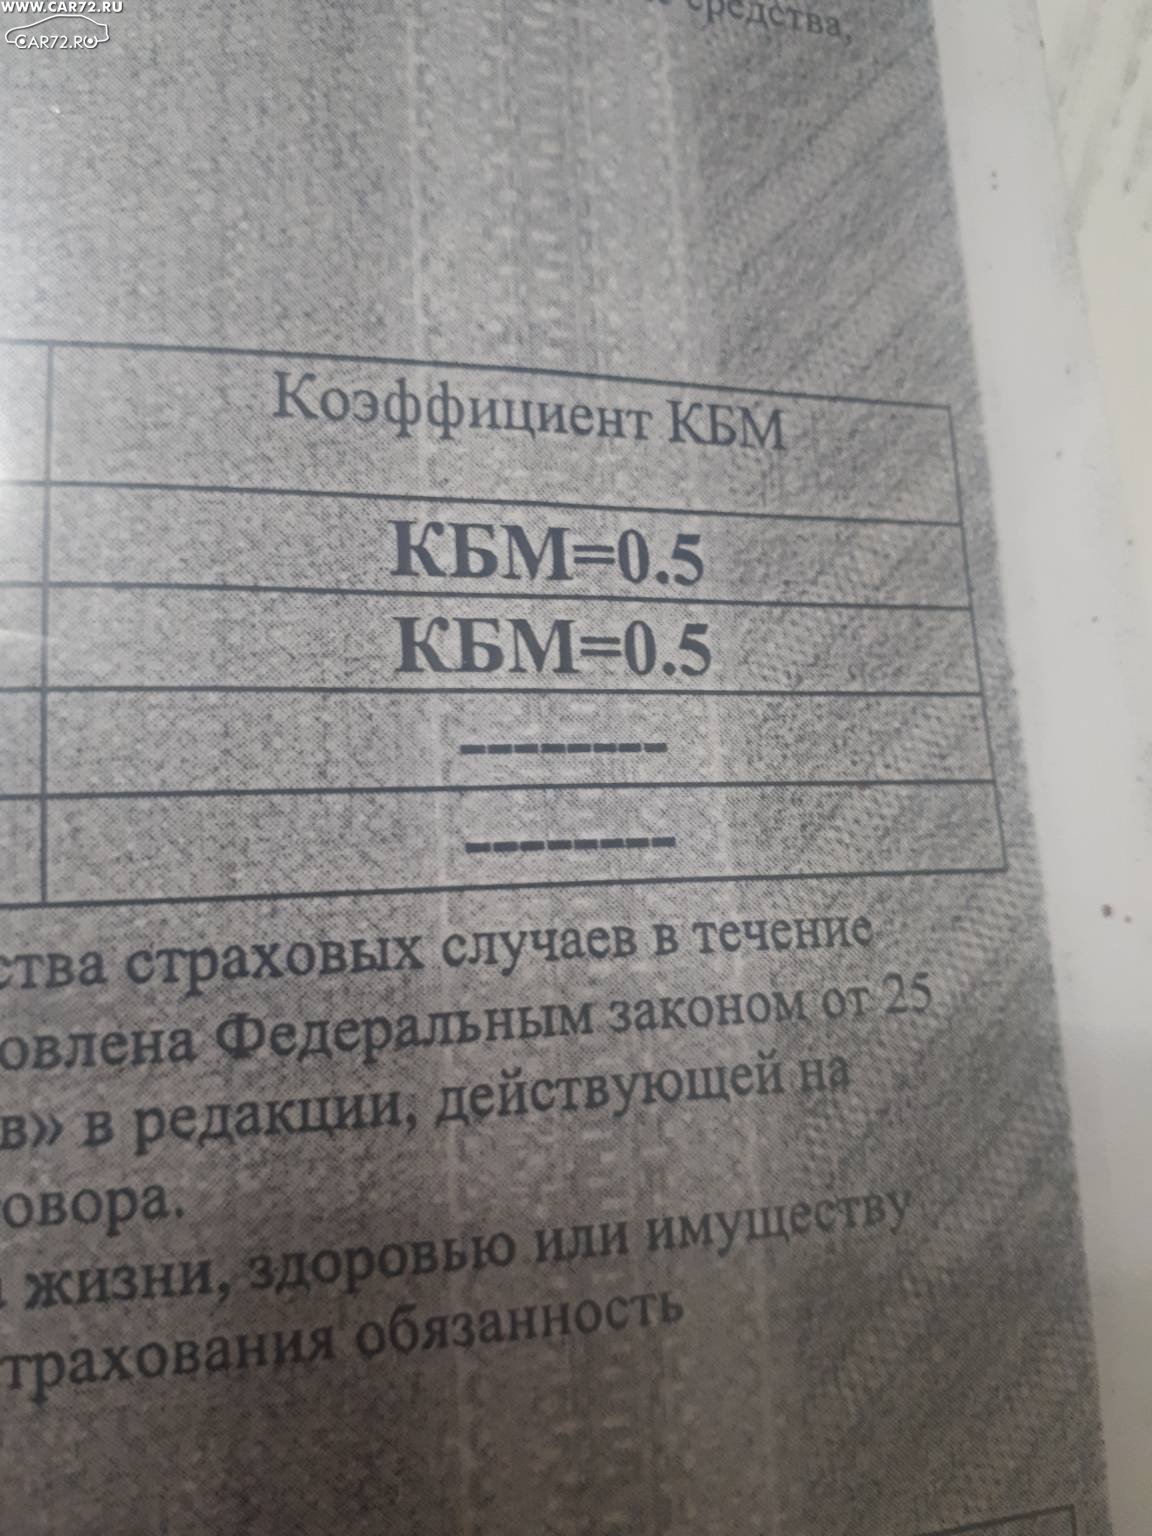 WWW.CAR72.RU
CAR72.RU
средства,
Коэффициент КБМ
КБМ=0.5
КБМ=0.5
--------
--------
ства страховых случаев в течение
овлена Федеральным законом от 25
в» в редакции, действующей на
овора.
жизни, здоровью или имуществу
трахования обязанность